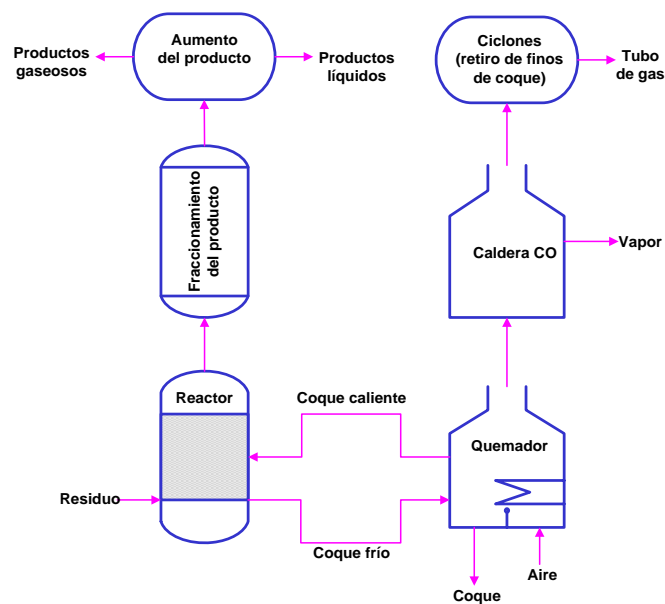 Productos
gaseosos
Aumento
del producto
Productos
líquidos
Ciclones
(retiro de finos
de coque)
Tubo
de gas
Fraccionamiento
del producto
Caldera CO
Vapor
Reactor
Coque caliente
Quemador
Residuo
Coque frío
Coque
Aire